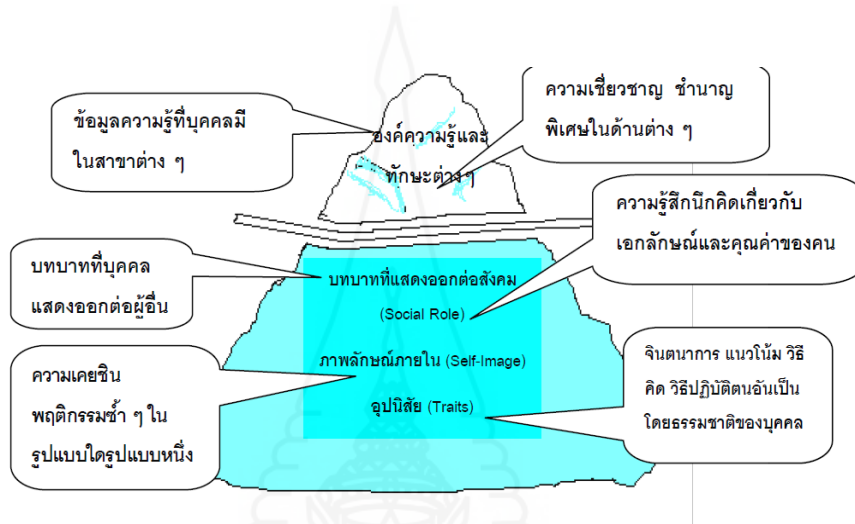 ข้อมูลความรู้ที่บุคคลมี
ในสาขาต่าง ๆ
องค์ความรู้และ
ทักษะต่างๆ
ความเชี่ยวชาญ ชำนาญ
พิเศษในด้านต่าง ๆ
ความรู้สึกนึกคิดเกี่ยวกับ
เอกลักษณ์และคุณค่าของคน
บทบาทที่บุคคล
แสดงออกต่อผู้อื่น
บทบาทที่แสดงออกต่อสังคม
(Social Role)
ภาพลักษณ์ภายใน (Self-Image)
อุปนิสัย (Traits)
ความเคยชิน
พฤติกรรมซ้ำ ๆ ใน
รูปแบบใดรูปแบบหนึ่ง
จินตนาการ แนวโน้ม วิธี
คิด วิธีปฏิบัติตนอันเป็น
โดยธรรมชาติของบุคคล